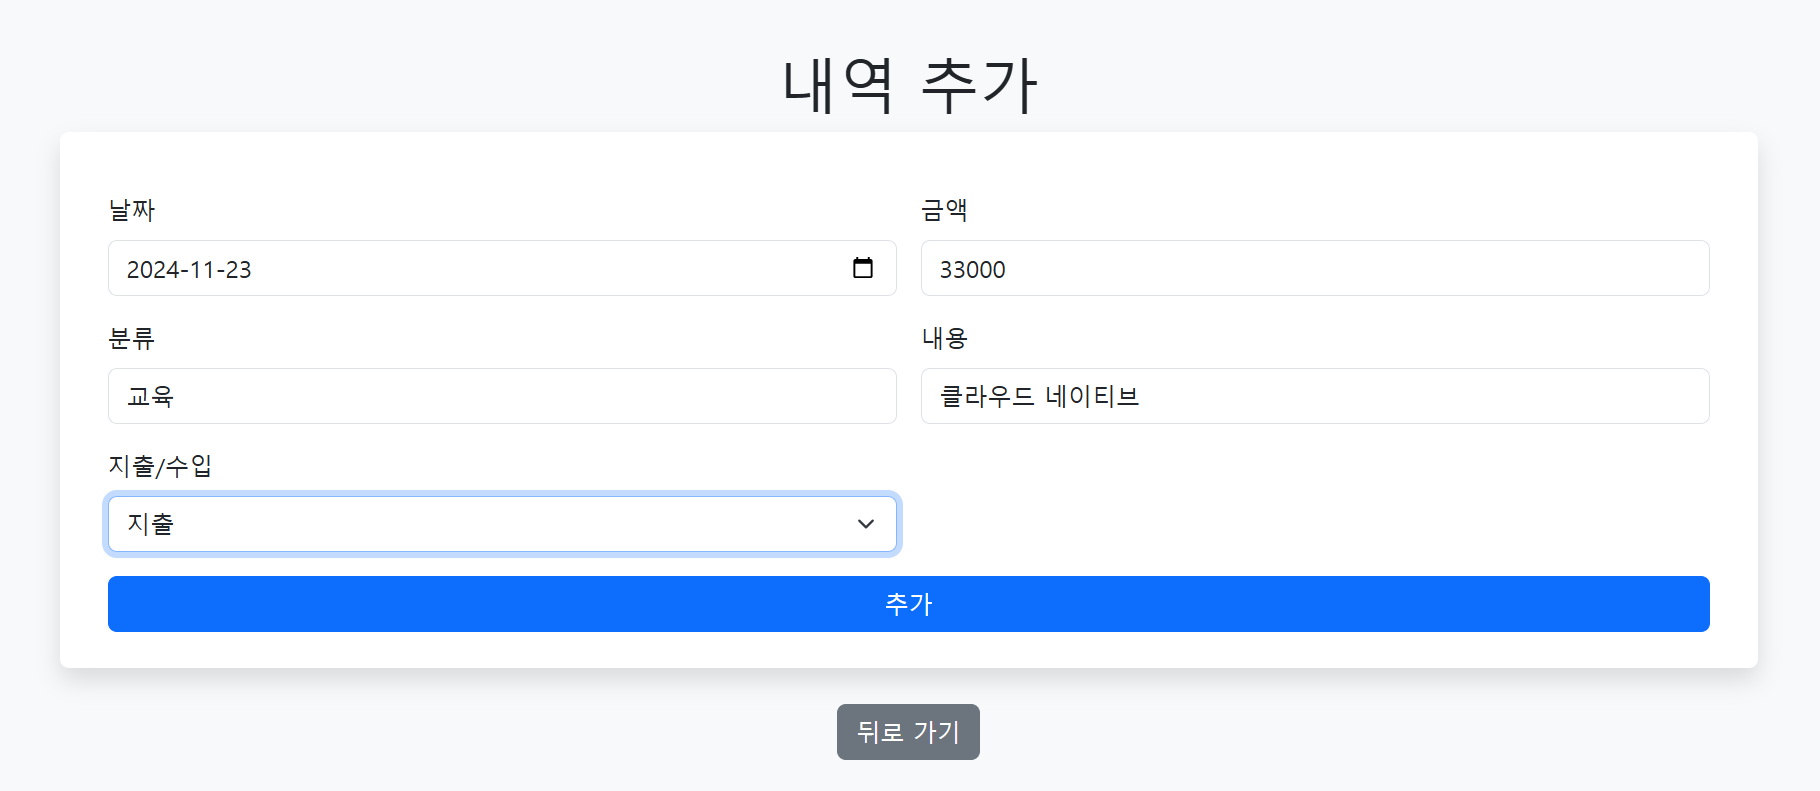 내역 추가
날짜
금액
2024-11-23
33000
분류
내용
교육
클라우드 네이티브
지출/수입
지출
추가
뒤로 가기